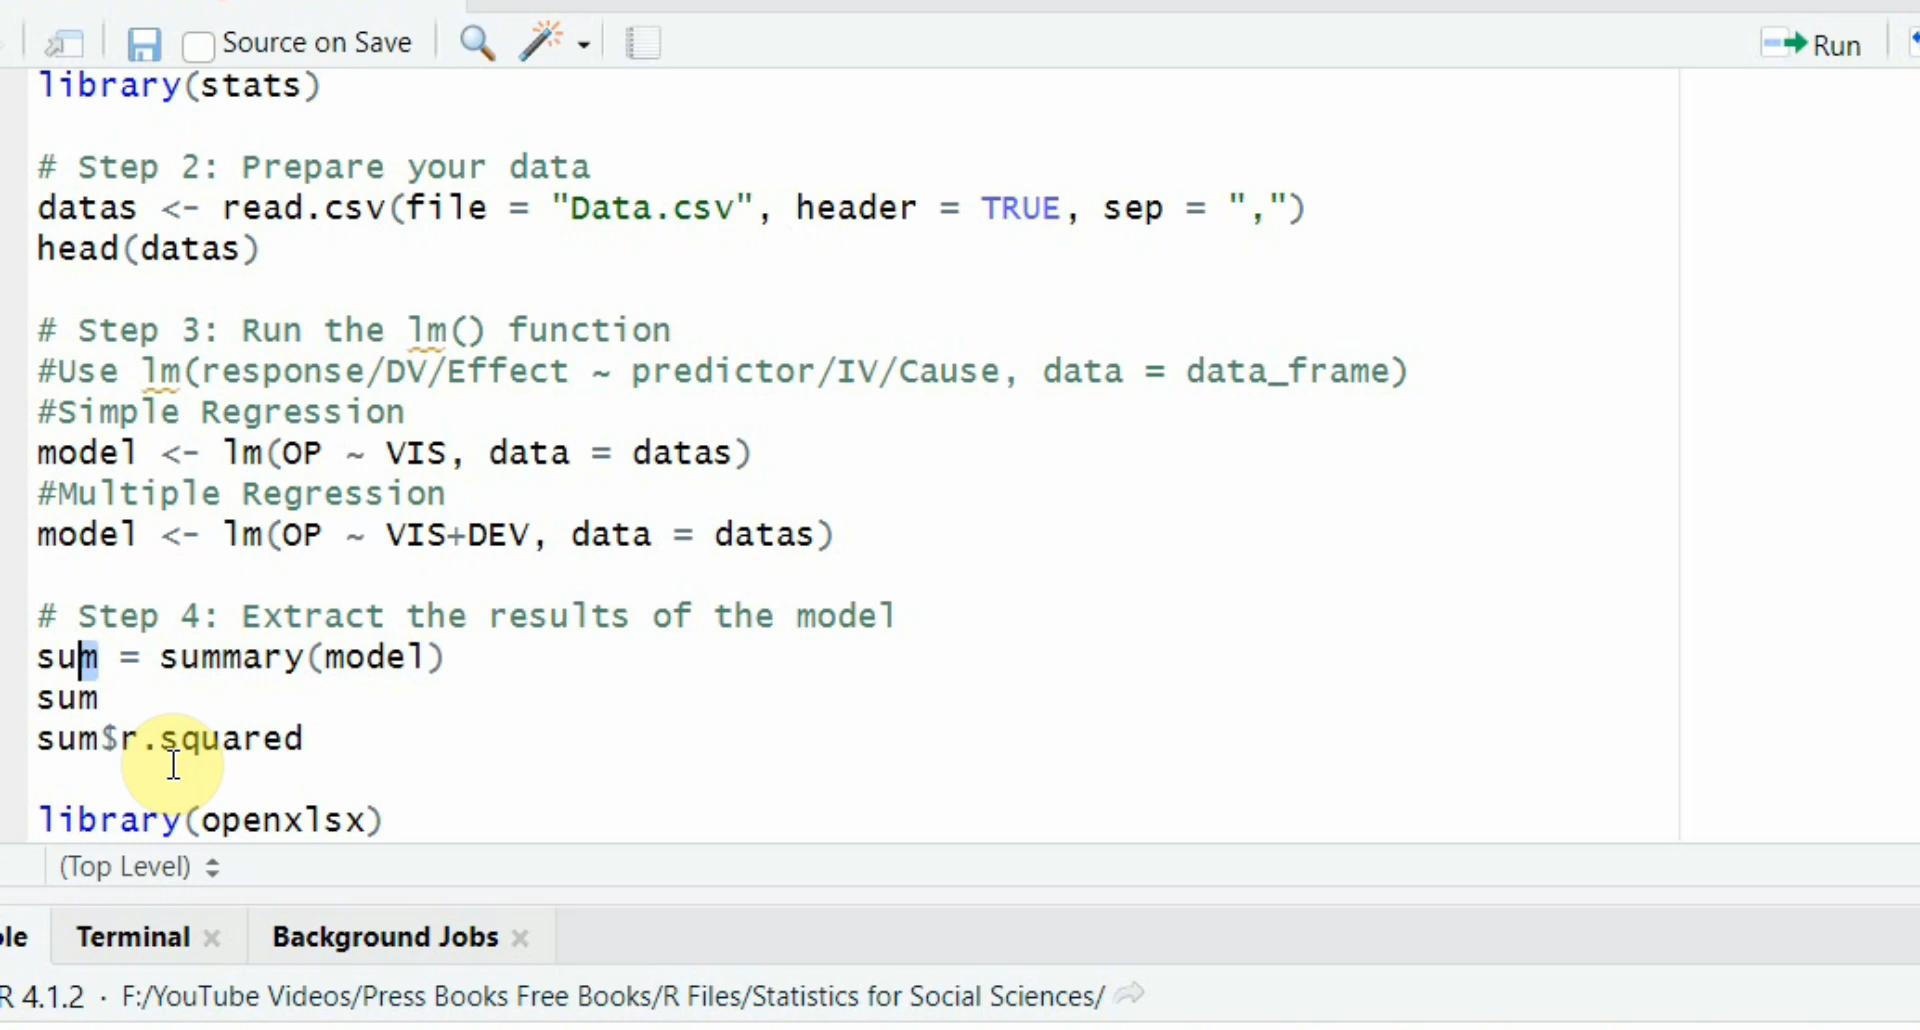 Source on Save
Run
library(stats)
# Step 2: Prepare your data
datas <- read.csv(file = "Data.csv", header = TRUE, sep = ",")
head(datas)
# Step 3: Run the lm() function
#Use lm(response/DV/Effect ~ predictor/IV/Cause, data = data_frame)
#Simple Regression
model <- lm(OP ~ VIS, data = datas)
#Multiple Regression
model <- lm(OP ~ VIS+DEV, data = datas)
# Step 4: Extract the results of the model
sum = summary(model)
sum
sum$r.squared
library(openxlsx)
(Top Level)
ole Terminal Background Jobs
R 4.1.2 · F:/YouTube Videos/Press Books Free Books/R Files/Statistics for Social Sciences/